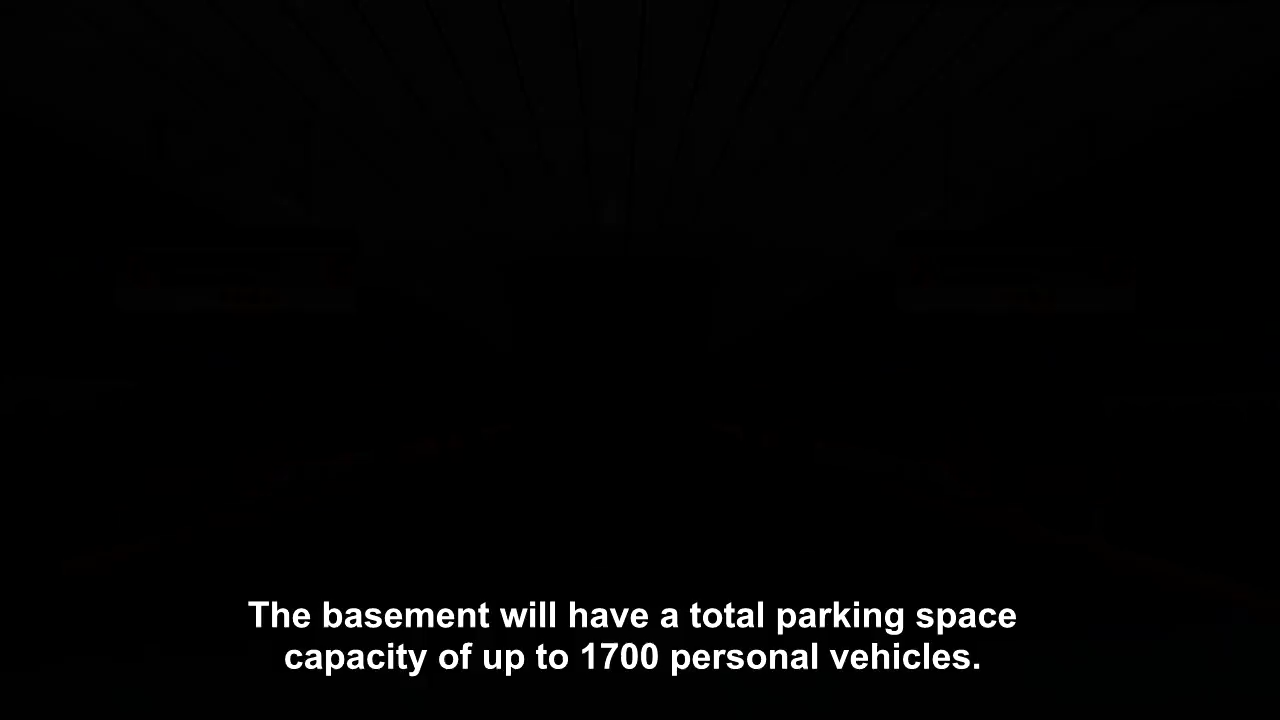 The basement will have a total parking space
capacity of up to 1700 personal vehicles.